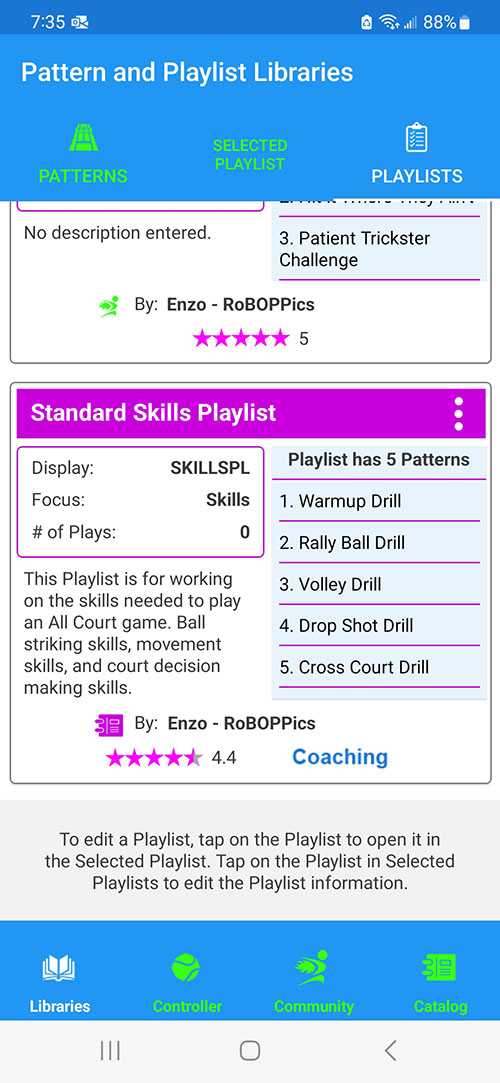 7:35
88%
Pattern and Playlist Libraries
PATTERNS
SELECTED
PLAYLIST
PLAYLISTS
2. Hit It Where They Ain't
No description entered.
3. Patient Trickster
Challenge
By: Enzo - RoBOPPics
5
Standard Skills Playlist
Display: SKILLSPL
Focus: Skills
# of Plays: 0
This Playlist is for working
on the skills needed to play
an All Court game. Ball
striking skills, movement
skills, and court decision
making skills.
Playlist has 5 Patterns
1. Warmup Drill
2. Rally Ball Drill
3. Volley Drill
4. Drop Shot Drill
5. Cross Court Drill
By: Enzo - RoBOPPics
4.4
Coaching
To edit a Playlist, tap on the Playlist to open it in
the Selected Playlist. Tap on the Playlist in Selected
Playlists to edit the Playlist information.
Libraries
Controller
Community
Catalog